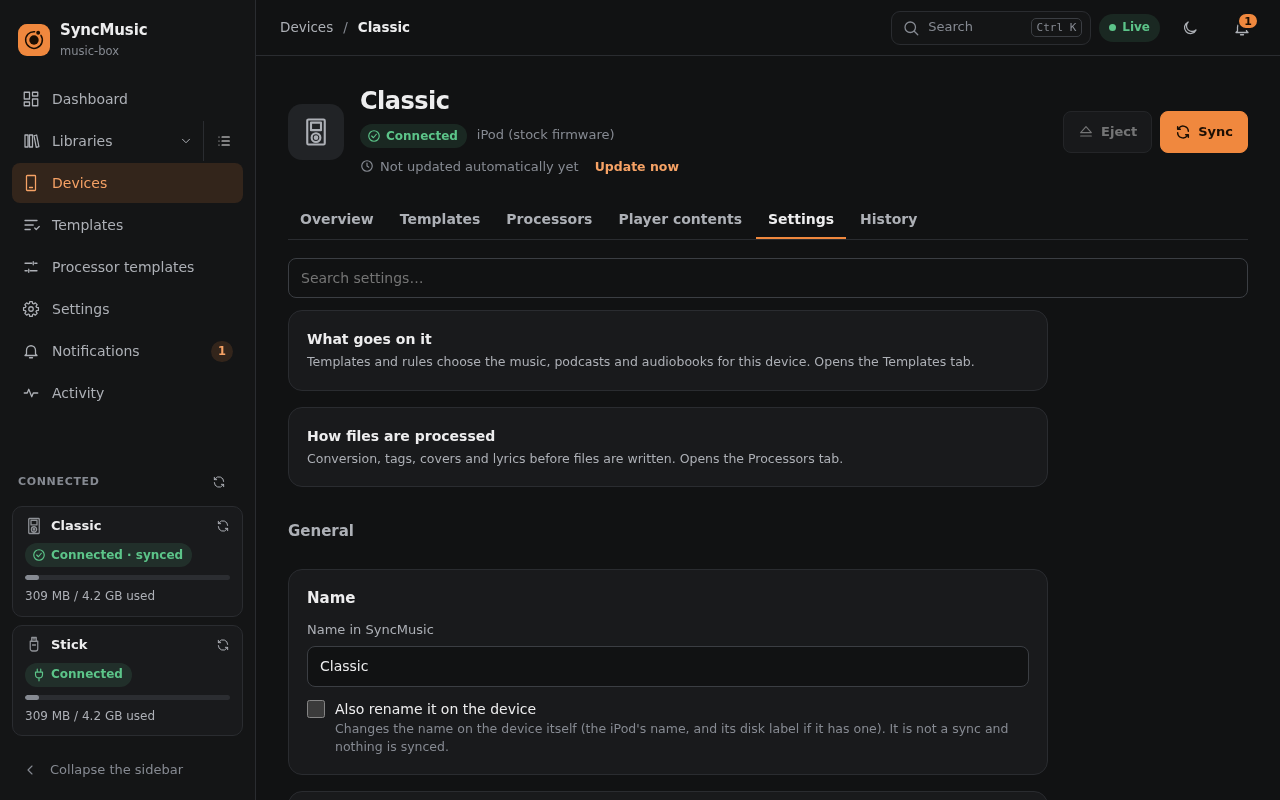 SyncMusic
music-box
Dashboard
Libraries
Devices
Templates
Processor templates
Settings
Notifications 1
Activity
CONNECTED
Classic
Connected · synced
309 MB / 4.2 GB used
Stick
Connected
309 MB / 4.2 GB used
Collapse the sidebar
Devices / Classic
Search Ctrl K
Live
1
Classic
Connected iPod (stock firmware)
Not updated automatically yet Update now
Eject
Sync
Overview Templates Processors Player contents Settings History
Search settings…
What goes on it
Templates and rules choose the music, podcasts and audiobooks for this device. Opens the Templates tab.
How files are processed
Conversion, tags, covers and lyrics before files are written. Opens the Processors tab.
General
Name
Name in SyncMusic
Classic
Also rename it on the device
Changes the name on the device itself (the iPod's name, and its disk label if it has one). It is not a sync and
nothing is synced.